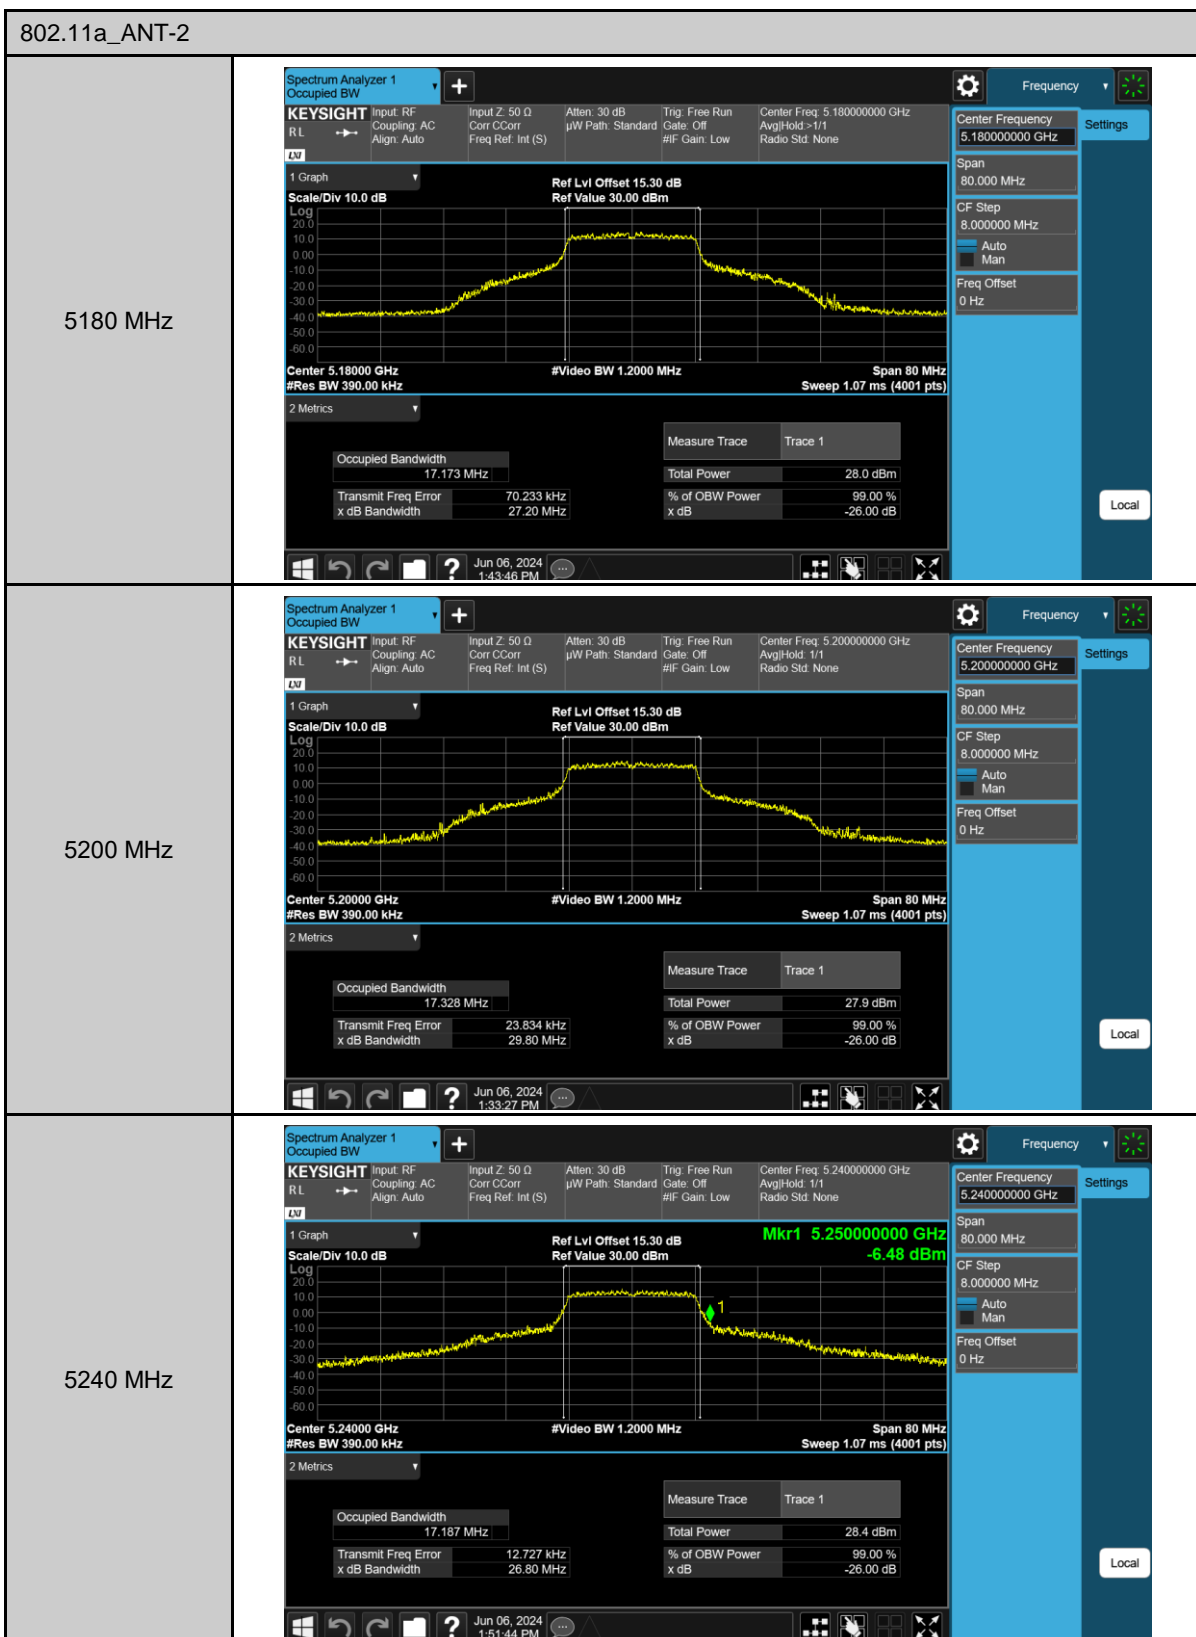 802.11a_ANT-2
5180 MHz
Spectrum Analyzer 1
Occupied BW
+
Frequency
KEYSIGHT
RL
LXI
Input: RF
Coupling: AC
Align: Auto
Input Z: 50 Ω
Corr CCorr
Freq Ref: Int (S)
Atten: 30 dB
µW Path: Standard
Trig: Free Run
Gate: Off
#IF Gain: Low
Center Freq: 5.180000000 GHz
Avg|Hold:>1/1
Radio Std: None
Center Frequency
5.180000000 GHz
Settings
Span
80.000 MHz
CF Step
8.000000 MHz
Auto
Man
Freq Offset
0 Hz
Local
1 Graph
Scale/Div 10.0 dB
Ref Lvl Offset 15.30 dB
Ref Value 30.00 dBm
Log
20.0
10.0
0.00
-10.0
-20.0
-30.0
-40.0
-50.0
-60.0
Center 5.18000 GHz
#Video BW 1.2000 MHz
Span 80 MHz
#Res BW 390.00 kHz
Sweep 1.07 ms (4001 pts)
2 Metrics
Measure Trace Trace 1
Occupied Bandwidth
17.173 MHz
Total Power 28.0 dBm
Transmit Freq Error 70.233 kHz
% of OBW Power 99.00 %
x dB Bandwidth 27.20 MHz
x dB -26.00 dB
?
Jun 06, 2024
1:43:46 PM
5200 MHz
Spectrum Analyzer 1
Occupied BW
+
Frequency
KEYSIGHT
RL
LXI
Input: RF
Coupling: AC
Align: Auto
Input Z: 50 Ω
Corr CCorr
Freq Ref: Int (S)
Atten: 30 dB
µW Path: Standard
Trig: Free Run
Gate: Off
#IF Gain: Low
Center Freq: 5.200000000 GHz
Avg|Hold: 1/1
Radio Std: None
Center Frequency
5.200000000 GHz
Settings
Span
80.000 MHz
CF Step
8.000000 MHz
Auto
Man
Freq Offset
0 Hz
Local
1 Graph
Scale/Div 10.0 dB
Ref Lvl Offset 15.30 dB
Ref Value 30.00 dBm
Log
20.0
10.0
0.00
-10.0
-20.0
-30.0
-40.0
-50.0
-60.0
Center 5.20000 GHz
#Video BW 1.2000 MHz
Span 80 MHz
#Res BW 390.00 kHz
Sweep 1.07 ms (4001 pts)
2 Metrics
Measure Trace Trace 1
Occupied Bandwidth
17.328 MHz
Total Power 27.9 dBm
Transmit Freq Error 23.834 kHz
% of OBW Power 99.00 %
x dB Bandwidth 29.80 MHz
x dB -26.00 dB
?
Jun 06, 2024
1:33:27 PM
5240 MHz
Spectrum Analyzer 1
Occupied BW
+
Frequency
KEYSIGHT
RL
LXI
Input: RF
Coupling: AC
Align: Auto
Input Z: 50 Ω
Corr CCorr
Freq Ref: Int (S)
Atten: 30 dB
µW Path: Standard
Trig: Free Run
Gate: Off
#IF Gain: Low
Center Freq: 5.240000000 GHz
Avg|Hold: 1/1
Radio Std: None
Center Frequency
5.240000000 GHz
Settings
Span
80.000 MHz
CF Step
8.000000 MHz
Auto
Man
Freq Offset
0 Hz
Local
1 Graph
Scale/Div 10.0 dB
Ref Lvl Offset 15.30 dB
Ref Value 30.00 dBm
Mkr1 5.250000000 GHz
-6.48 dBm
Log
20.0
10.0
0.00
-10.0
-20.0
-30.0
-40.0
-50.0
-60.0
1
Center 5.24000 GHz
#Video BW 1.2000 MHz
Span 80 MHz
#Res BW 390.00 kHz
Sweep 1.07 ms (4001 pts)
2 Metrics
Measure Trace Trace 1
Occupied Bandwidth
17.187 MHz
Total Power 28.4 dBm
Transmit Freq Error 12.727 kHz
% of OBW Power 99.00 %
x dB Bandwidth 26.80 MHz
x dB -26.00 dB
?
Jun 06, 2024
1:51:44 PM